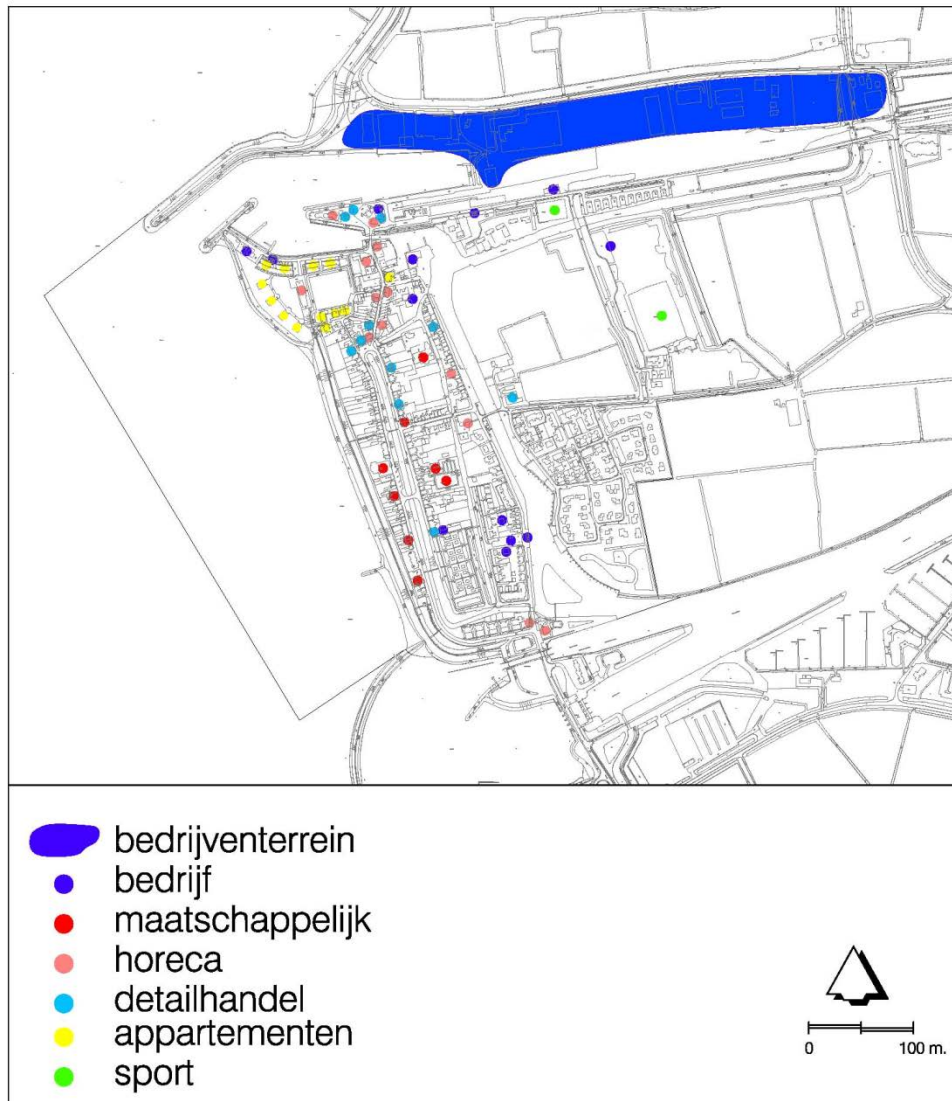 bedrijventerrein
bedrijf
maatschappelijk
horeca
detailhandel
appartementen
sport
0 100 m.